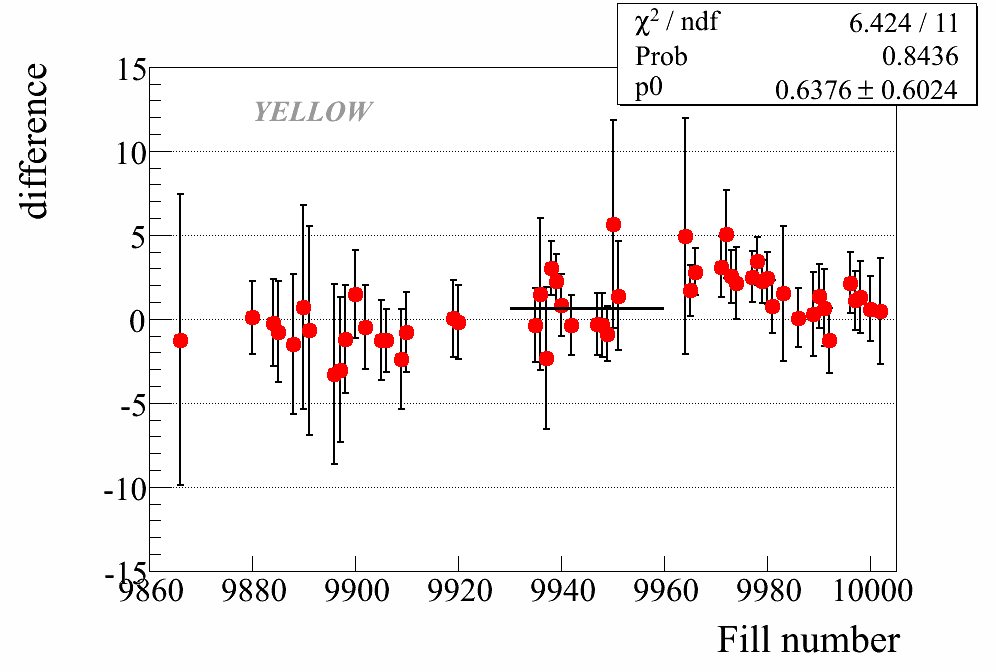 χ² / ndf 6.424 / 11
Prob 0.8436
p0 0.6376 ± 0.6024
difference
YELLOW
15
10
5
0
-5
-10
-15
9860 9880 9900 9920 9940 9960 9980 10000
Fill number